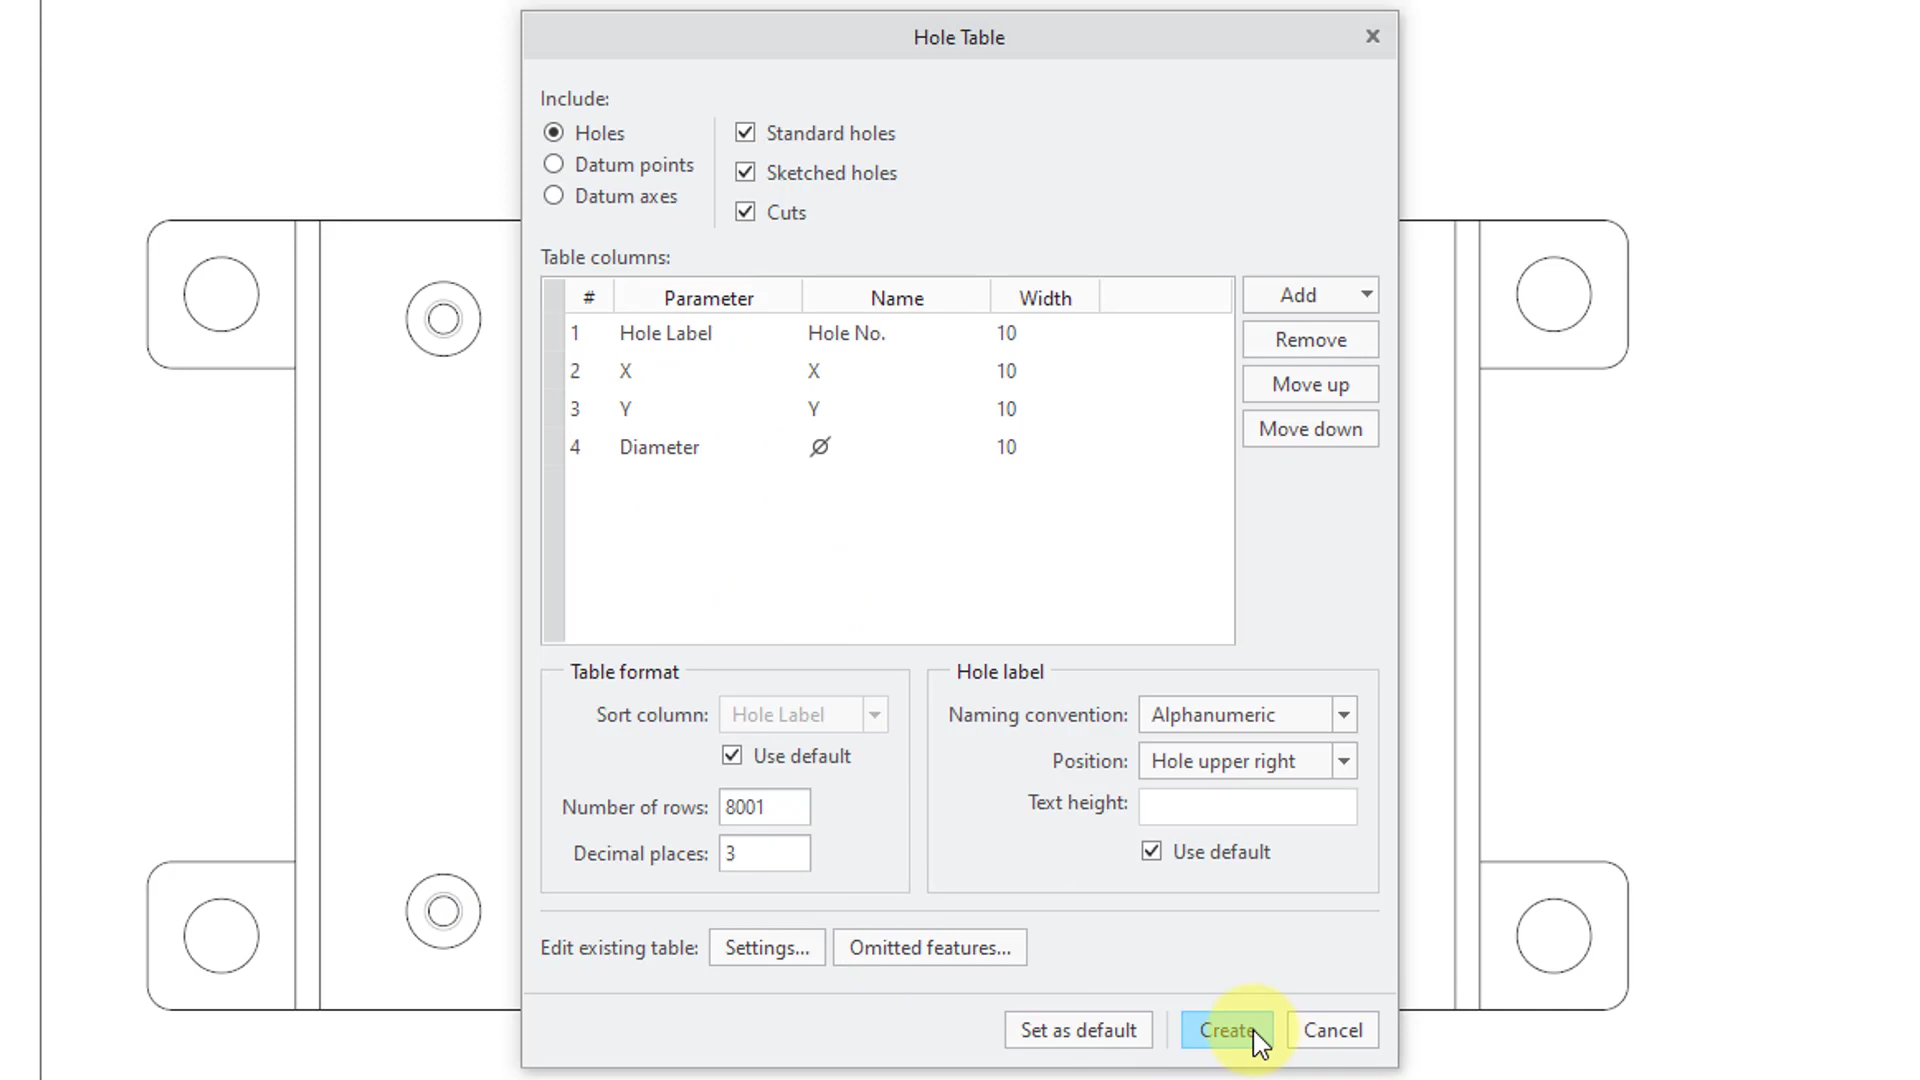 Hole Table
Include:
Holes
Datum points
Datum axes
Standard holes
Sketched holes
Cuts
Table columns:
# Parameter Name Width
1 Hole Label Hole No. 10
2 X X 10
3 Y Y 10
4 Diameter Ø 10
Add
Remove
Move up
Move down
Table format
Sort column: Hole Label
Use default
Number of rows: 8001
Decimal places: 3
Hole label
Naming convention: Alphanumeric
Position: Hole upper right
Text height:
Use default
Edit existing table: Settings... Omitted features...
Set as default Create Cancel